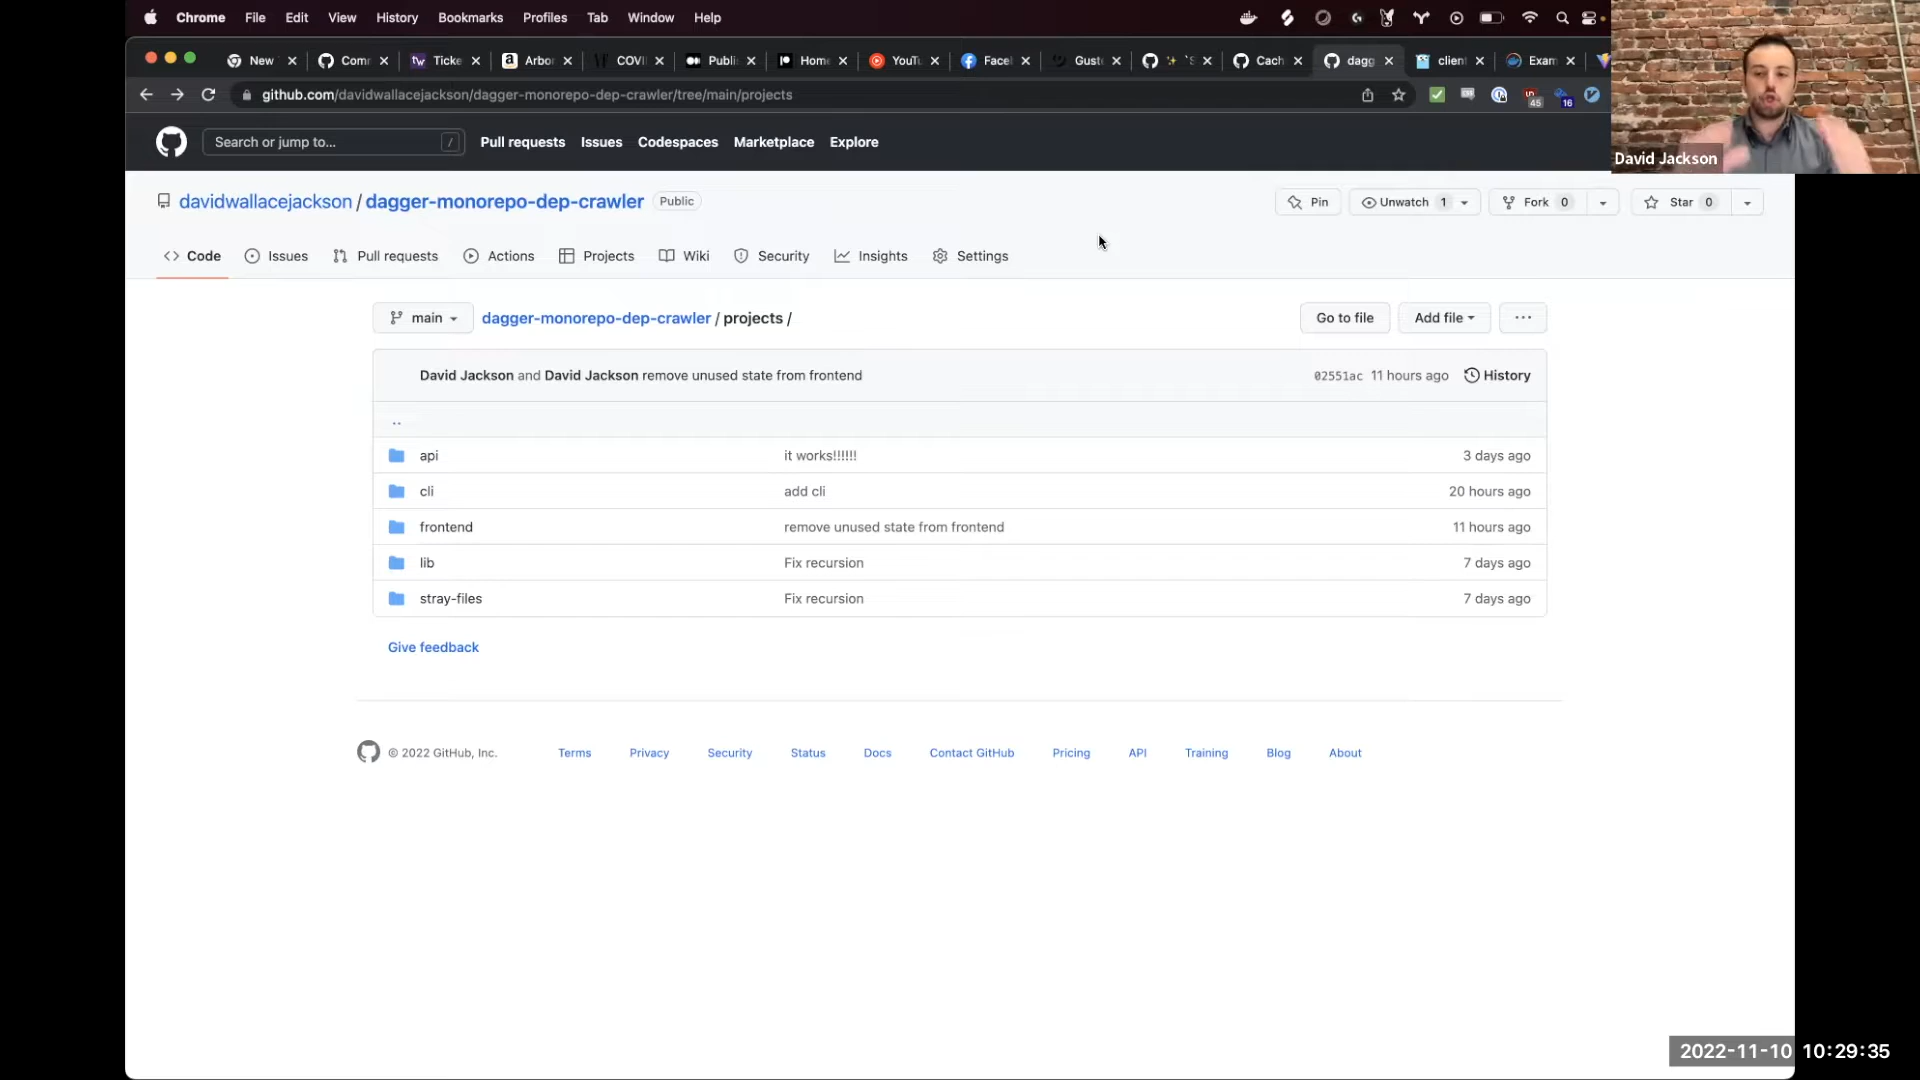 Chrome File Edit View History Bookmarks Profiles Tab Window Help
New Comr Ticke Arbor COVI Publi Home YouTu Face Gust 'S Cach dagg client Exam
github.com/davidwallacejackson/dagger-monorepo-dep-crawler/tree/main/projects 45 16
Search or jump to... / Pull requests Issues Codespaces Marketplace Explore
David Jackson
davidwallacejackson / dagger-monorepo-dep-crawler Public Pin Unwatch 1 Fork 0 Star 0
<> Code Issues Pull requests Actions Projects Wiki Security Insights Settings
main dagger-monorepo-dep-crawler / projects / Go to file Add file ...
David Jackson and David Jackson remove unused state from frontend 02551ac 11 hours ago History
..
api it works!!!!!! 3 days ago
cli add cli 20 hours ago
frontend remove unused state from frontend 11 hours ago
lib Fix recursion 7 days ago
stray-files Fix recursion 7 days ago
Give feedback
© 2022 GitHub, Inc. Terms Privacy Security Status Docs Contact GitHub Pricing API Training Blog About
2022-11-10 10:29:35